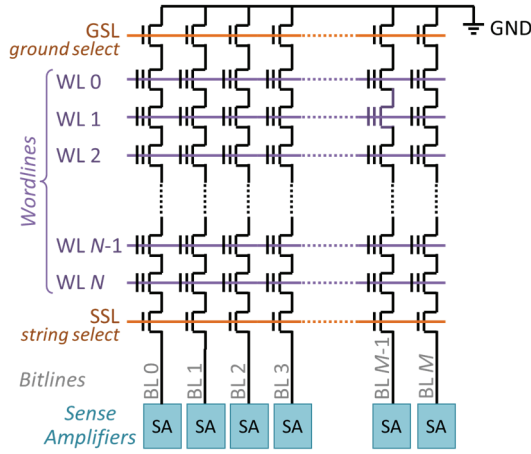 GSL
ground select
GND
WL 0
WL 1
WL 2
Wordlines
WL N-1
WL N
SSL
string select
Bitlines
BL 0
BL 1
BL 2
BL 3
BL M-1
BL M
Sense
Amplifiers
SA SA SA SA SA SA